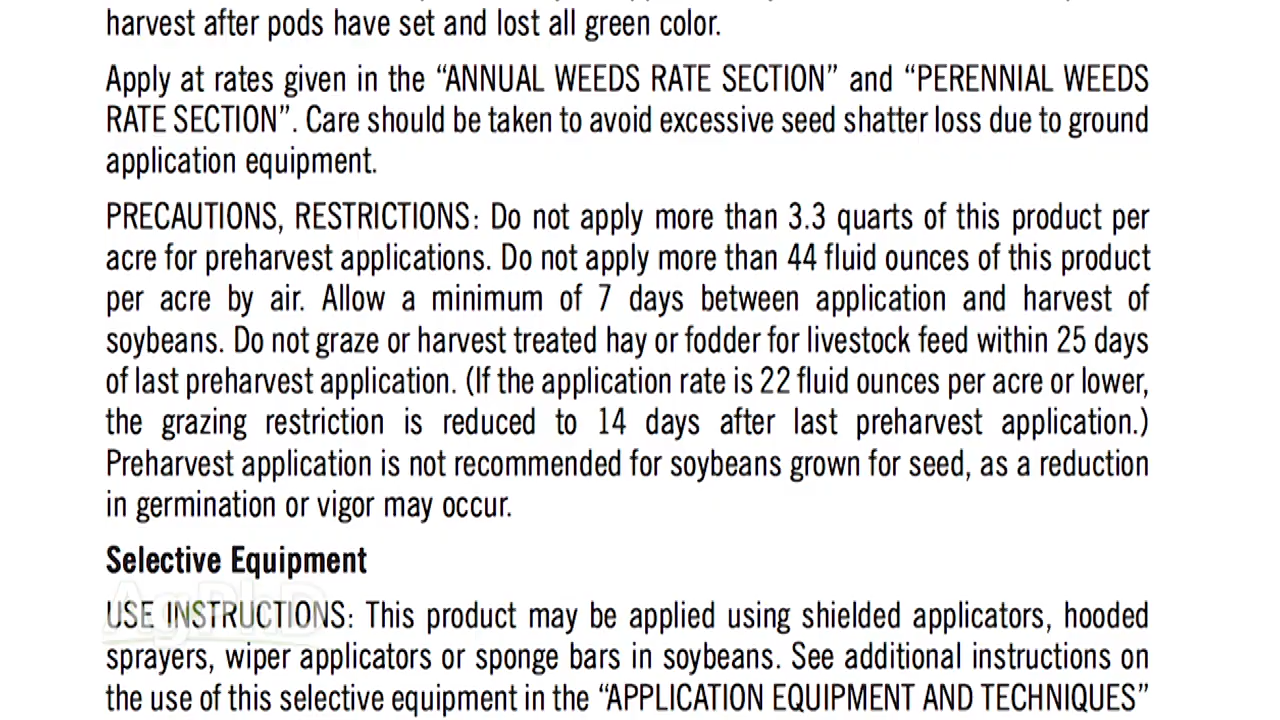 harvest after pods have set and lost all green color.
Apply at rates given in the “ANNUAL WEEDS RATE SECTION” and “PERENNIAL WEEDS
RATE SECTION”. Care should be taken to avoid excessive seed shatter loss due to ground
application equipment.
PRECAUTIONS, RESTRICTIONS: Do not apply more than 3.3 quarts of this product per
acre for preharvest applications. Do not apply more than 44 fluid ounces of this product
per acre by air. Allow a minimum of 7 days between application and harvest of
soybeans. Do not graze or harvest treated hay or fodder for livestock feed within 25 days
of last preharvest application. (If the application rate is 22 fluid ounces per acre or lower,
the grazing restriction is reduced to 14 days after last preharvest application.)
Preharvest application is not recommended for soybeans grown for seed, as a reduction
in germination or vigor may occur.
Selective Equipment
AgPhD
USE INSTRUCTIONS: This product may be applied using shielded applicators, hooded
sprayers, wiper applicators or sponge bars in soybeans. See additional instructions on
the use of this selective equipment in the “APPLICATION EQUIPMENT AND TECHNIQUES”